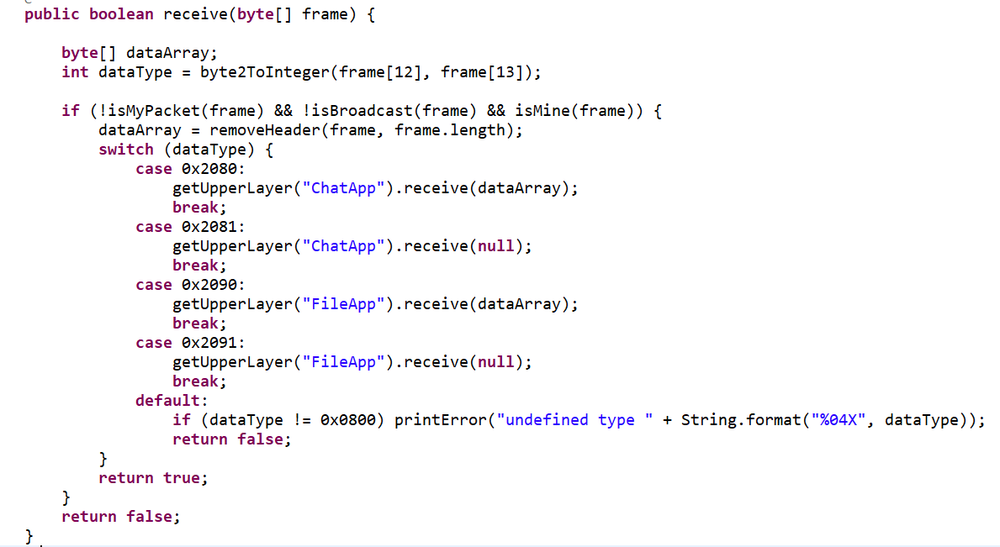 public boolean receive(byte[] frame) {
byte[] dataArray;
int dataType = byte2ToInteger(frame[12], frame[13]);
if (!isMyPacket(frame) && !isBroadcast(frame) && isMine(frame)) {
dataArray = removeHeader(frame, frame.length);
switch (dataType) {
case 0x2080:
getUpperLayer("ChatApp").receive(dataArray);
break;
case 0x2081:
getUpperLayer("ChatApp").receive(null);
break;
case 0x2090:
getUpperLayer("FileApp").receive(dataArray);
break;
case 0x2091:
getUpperLayer("FileApp").receive(null);
break;
default:
if (dataType != 0x0800) printError("undefined type " + String.format("%04X", dataType));
return false;
}
return true;
}
return false;
}